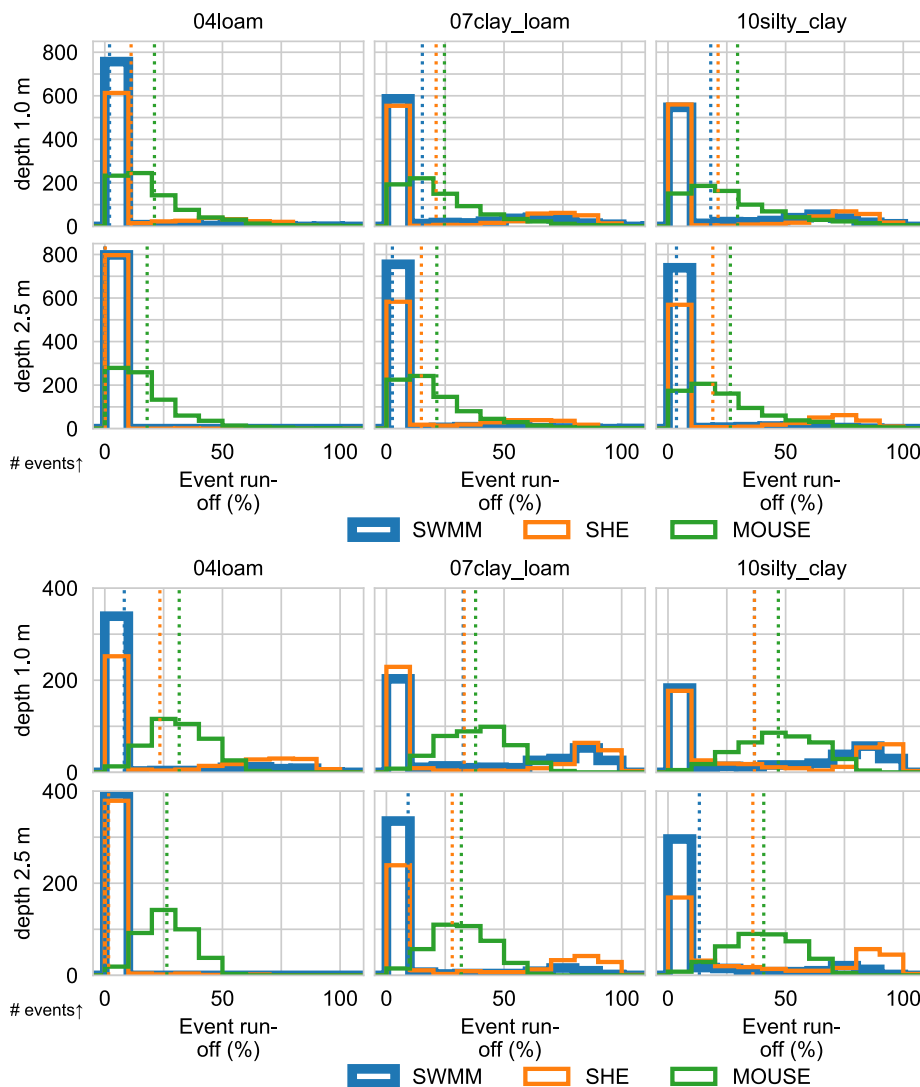 04loam 07clay_loam 10silty_clay
depth 1.0 m
800
600
400
200
0
depth 2.5 m
800
600
400
200
0
0 50 100 0 50 100 0 50 100
# events↑
Event run-
off (%)
Event run-
off (%)
Event run-
off (%)
SWMM SHE MOUSE
04loam 07clay_loam 10silty_clay
depth 1.0 m
400
200
0
depth 2.5 m
400
200
0
0 50 100 0 50 100 0 50 100
# events↑
Event run-
off (%)
Event run-
off (%)
Event run-
off (%)
SWMM SHE MOUSE